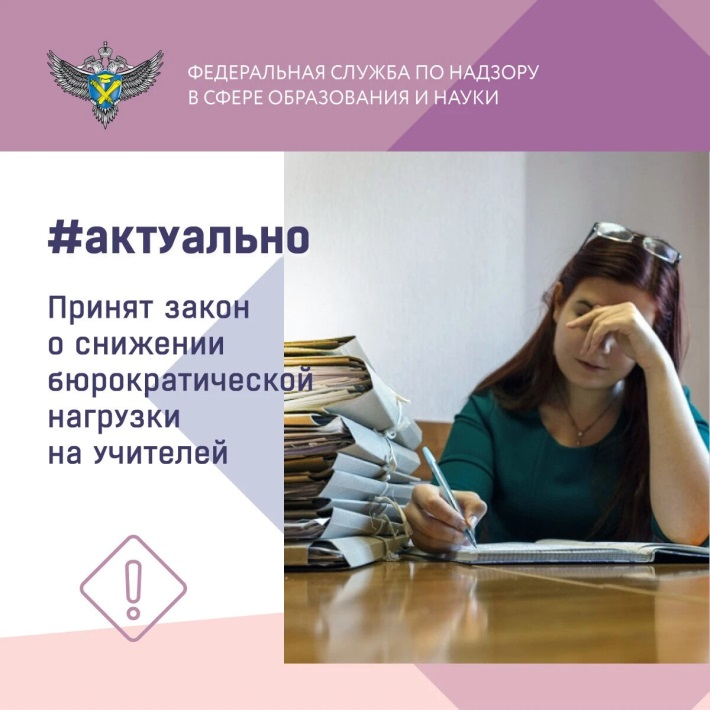 ФЕДЕРАЛЬНАЯ СЛУЖБА ПО НАДЗОРУ
В СФЕРЕ ОБРАЗОВАНИЯ И НАУКИ
#актуально
Принят закон
о снижении
бюрократической
нагрузки
на учителей